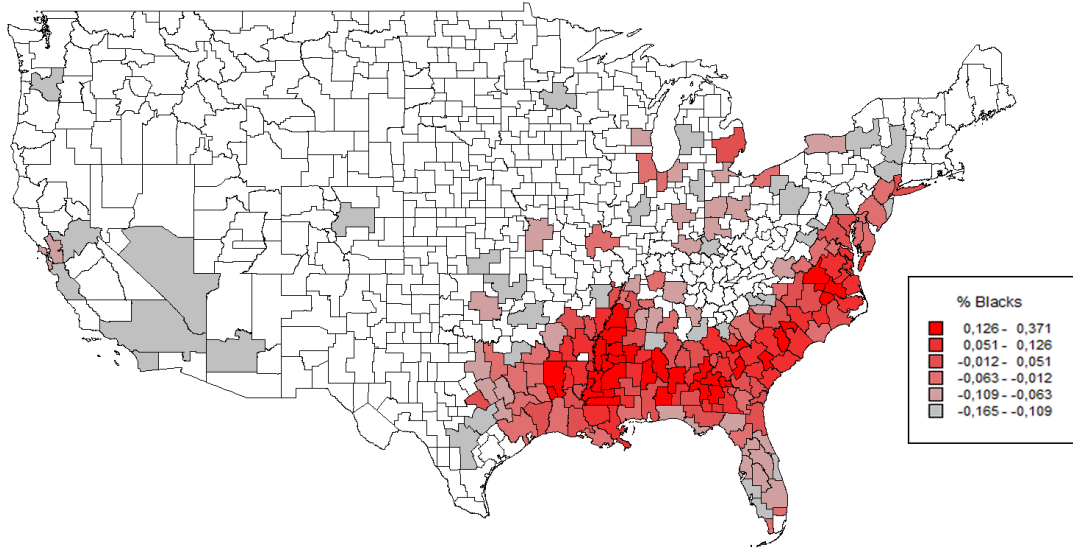 % Blacks
0,126 - 0,371
0,051 - 0,126
-0,012 - 0,051
-0,063 - -0,012
-0,109 - -0,063
-0,165 - -0,109